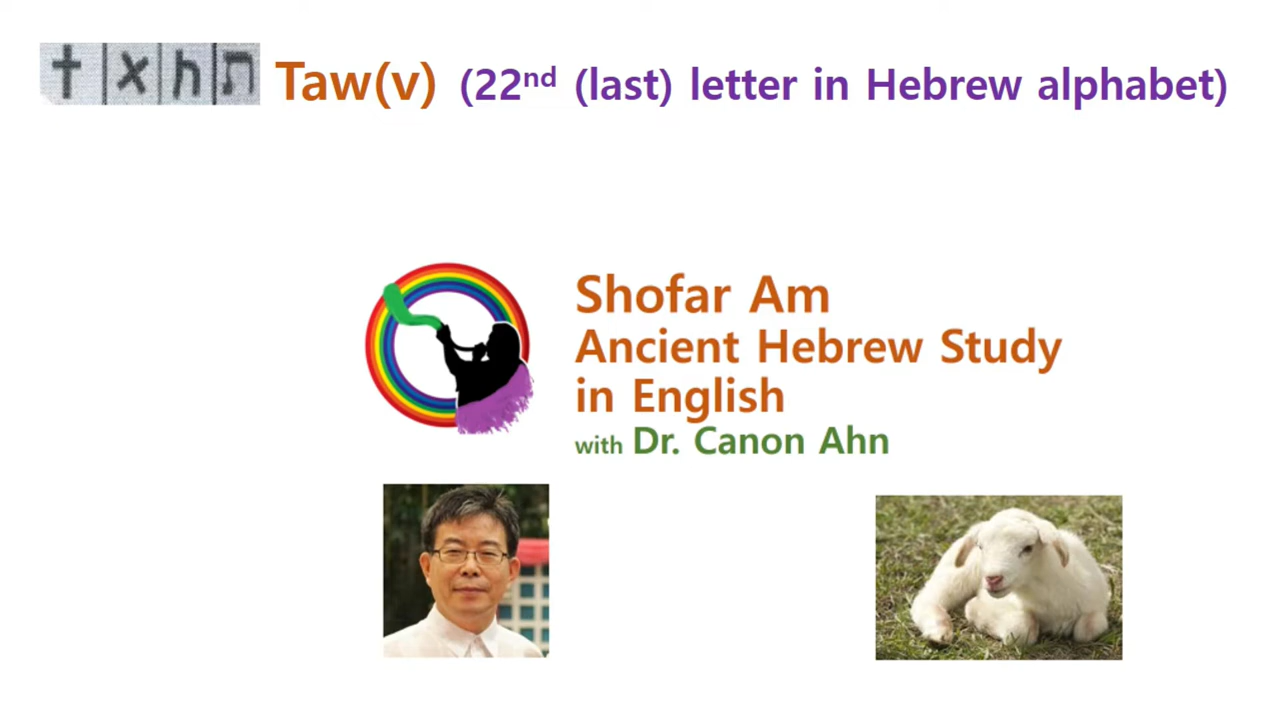 ת Taw(v) (22nd (last) letter in Hebrew alphabet)
Shofar Am
Ancient Hebrew Study
in English
with Dr. Canon Ahn